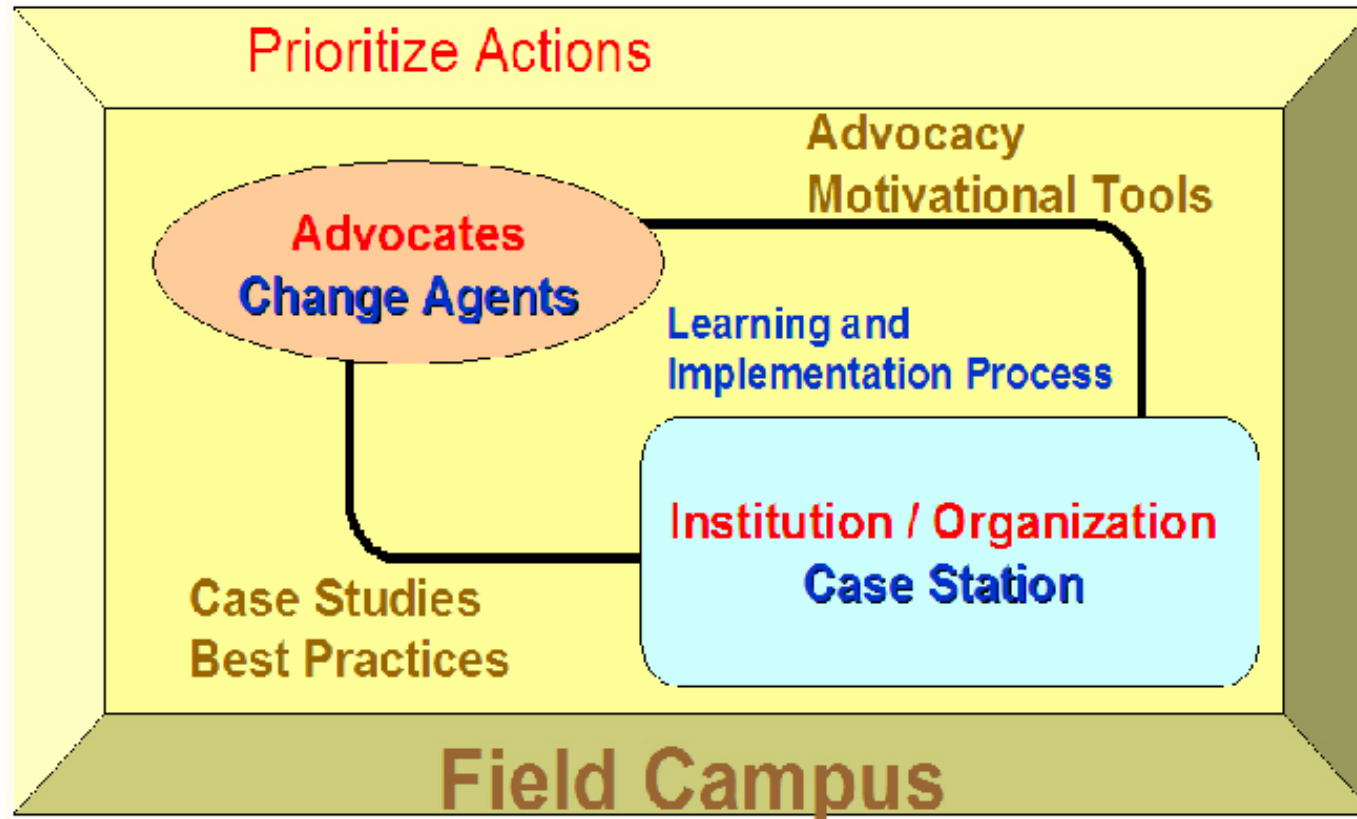 Prioritize Actions
Advocacy
Motivational Tools
Advocates
Change Agents
Learning and
Implementation Process
Institution / Organization
Case Station
Case Studies
Best Practices
Field Campus